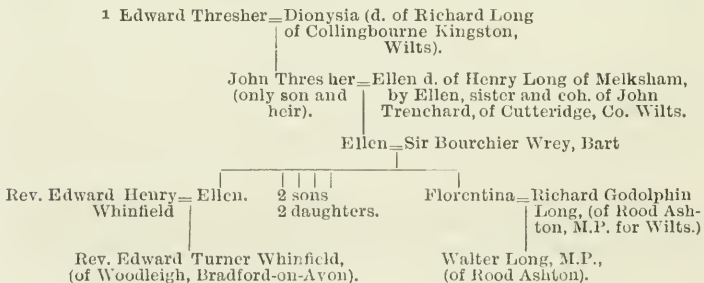 1 Edward Thresher=Dionysia (d. of Richard Long
of Collingbourne Kingston,
Wilts).
John Thresher=Ellen d. of Henry Long of Melksham,
(only son and by Ellen, sister and coh. of John
heir). Trenchard, of Cutteridge, Co. Wilts.
Ellen=Sir Bourchier Wrey, Bart
Rev. Edward Henry=Ellen. 2 sons Florentina=Richard Godolphin
Whinfield 2 daughters. Long, (of Rood Ash-
ton, M.P. for Wilts.)
Rev. Edward Turner Whinfield, Walter Long, M.P.,
(of Woodleigh, Bradford-on-Avon). (of Rood Ashton).